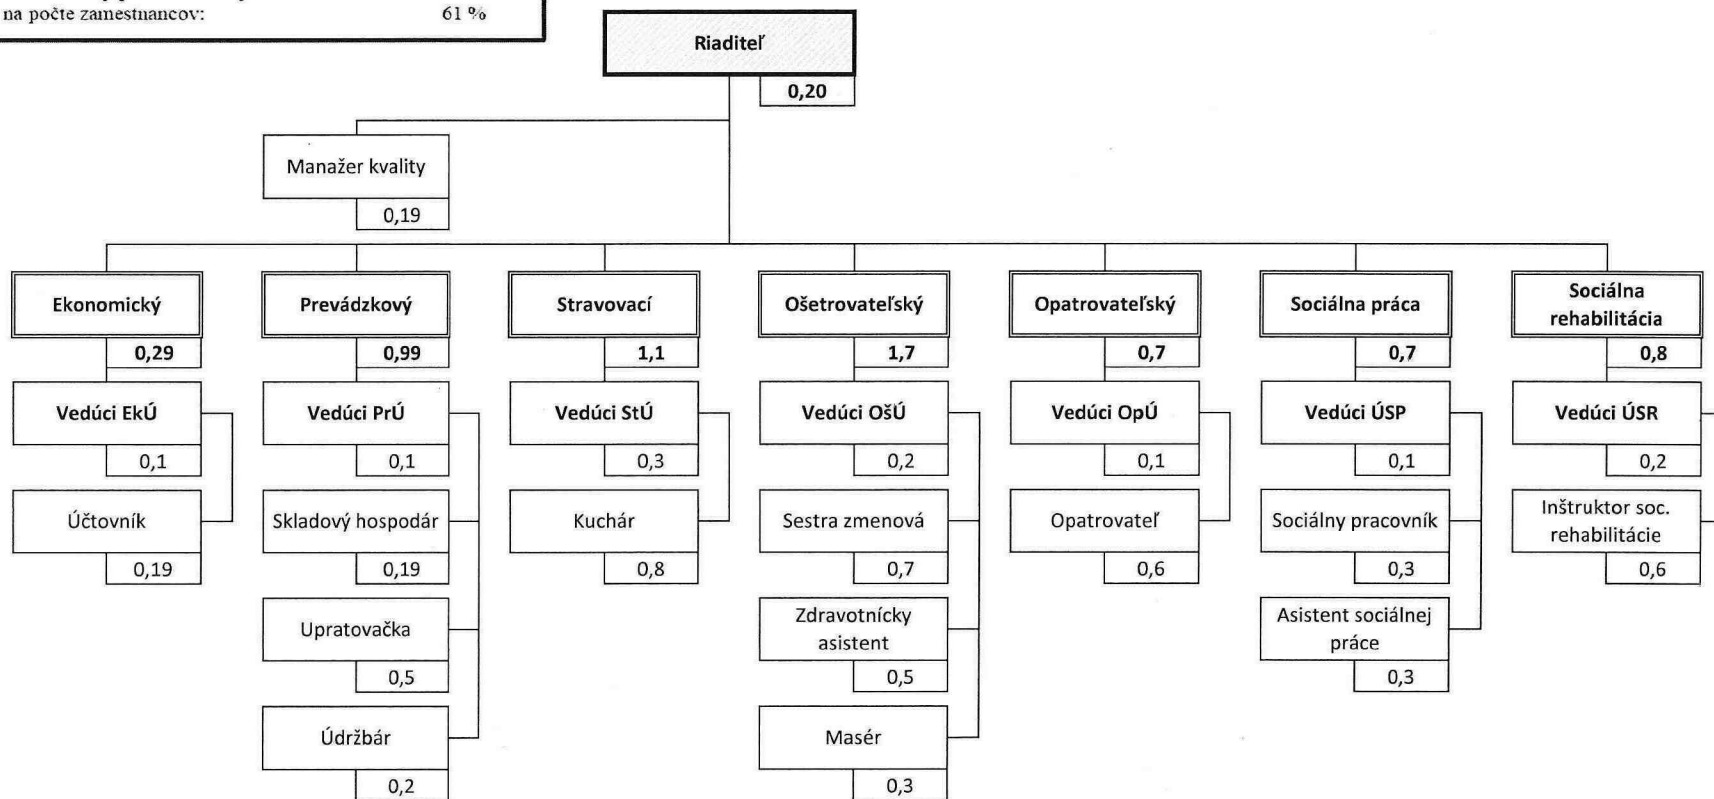 na počte zamestnancov: 61 %
Riaditeľ
0,20
Manažer kvality
0,19
Ekonomický
0,29
Vedúci EkÚ
0,1
Účtovník
0,19
Prevádzkový
0,99
Vedúci PrÚ
0,1
Skladový hospodár
0,19
Upratovačka
0,5
Údržbár
0,2
Stravovací
1,1
Vedúci StÚ
0,3
Kuchár
0,8
Ošetrovateľský
1,7
Vedúci OšÚ
0,2
Sestra zmenová
0,7
Zdravotnícky
asistent
0,5
Masér
0,3
Opatrovateľský
0,7
Vedúci OpÚ
0,1
Opatrovateľ
0,6
Sociálna práca
0,7
Vedúci ÚSP
0,1
Sociálny pracovník
0,3
Asistent sociálnej
práce
0,3
Sociálna
rehabilitácia
0,8
Vedúci ÚSR
0,2
Inštruktor soc.
rehabilitácie
0,6